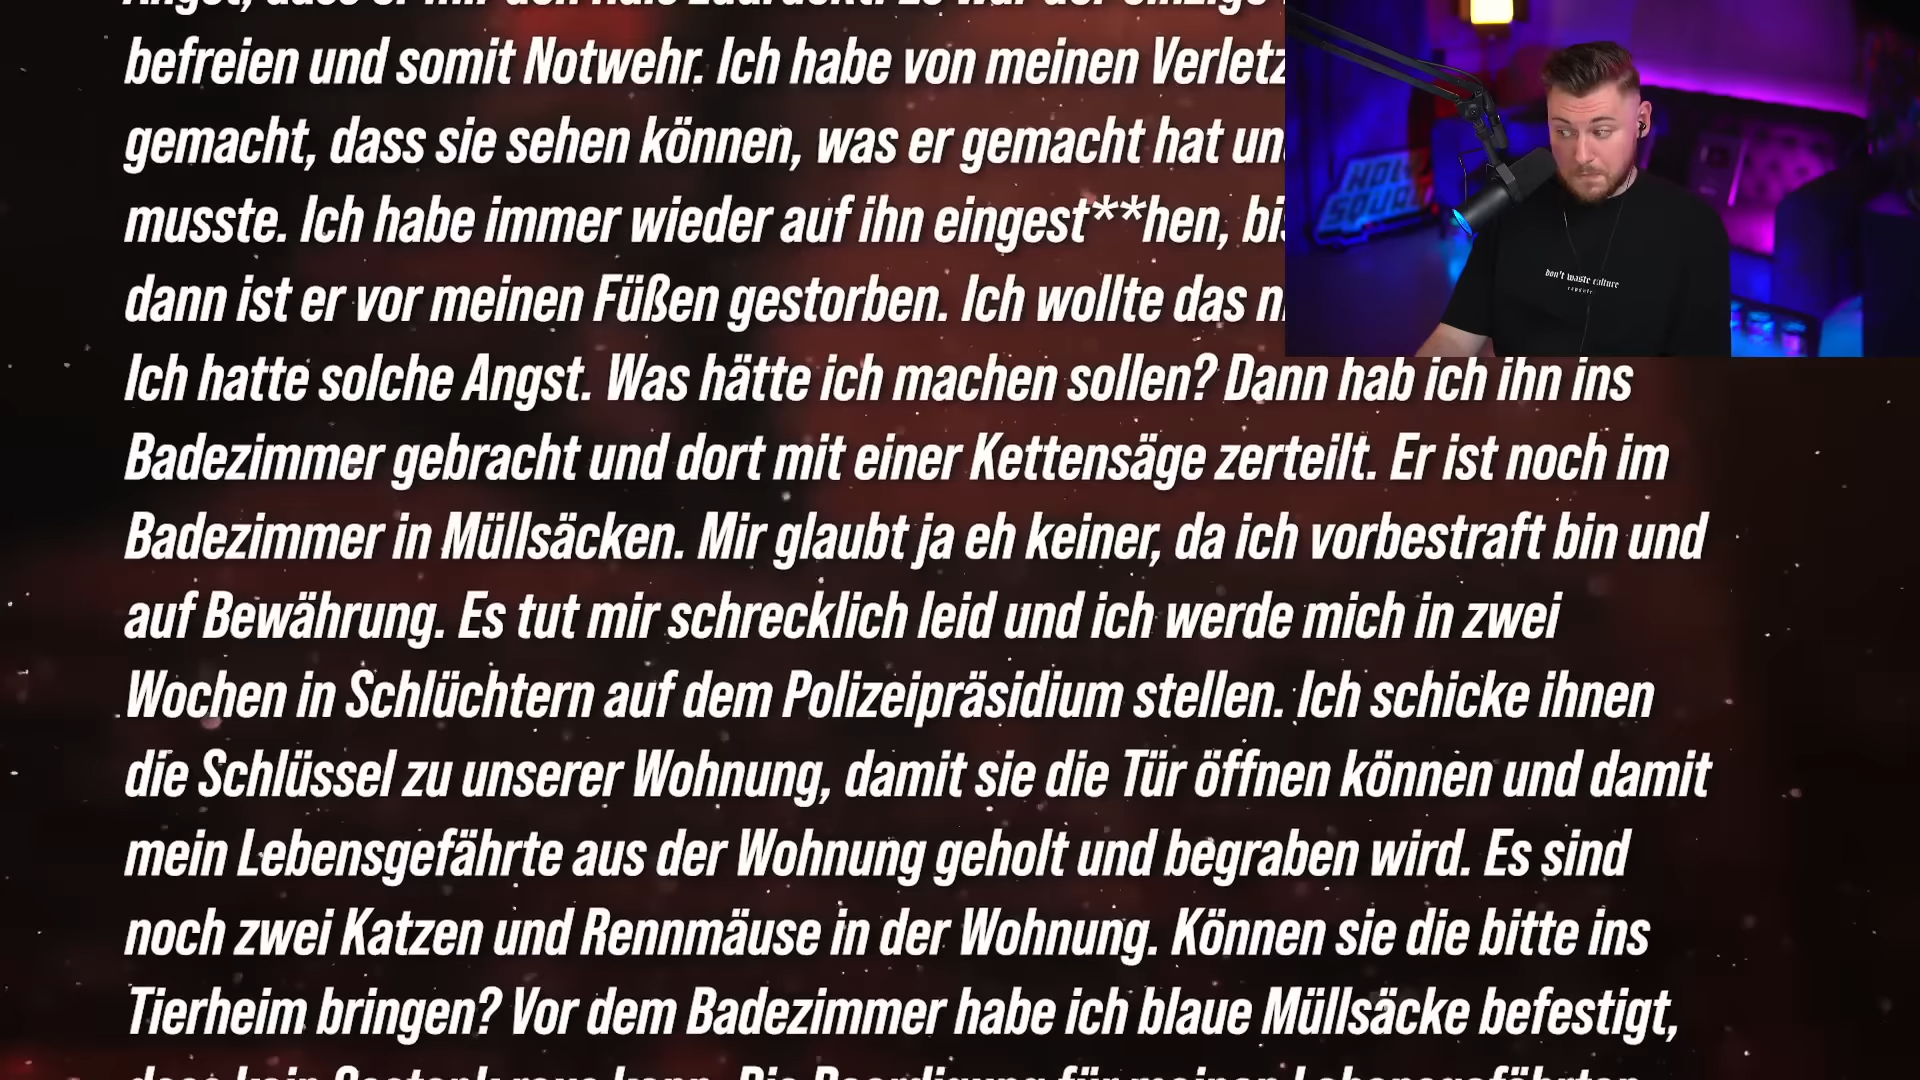 befreien und somit Notwehr. Ich habe von meinen
gemacht, dass sie sehen können, was er gemacht hat
musste. Ich habe immer wieder auf ihn eingest**hen,
dann ist er vor meinen Füßen gestorben. Ich wollte das
Ich hatte solche Angst. Was hätte ich machen sollen? Dann hab ich ihn ins
Badezimmer gebracht und dort mit einer Kettensäge zerteilt. Er ist noch im
Badezimmer in Müllsäcken. Mir glaubt ja eh keiner, da ich vorbestraft bin und
auf Bewährung. Es tut mir schrecklich leid und ich werde mich in zwei
Wochen in Schlüchtern auf dem Polizeipräsidium stellen. Ich schicke ihnen
die Schlüssel zu unserer Wohnung, damit sie die Tür öffnen können und damit
mein Lebensgefährte aus der Wohnung geholt und begraben wird. Es sind
noch zwei Katzen und Rennmäuse in der Wohnung. Können sie die bitte ins
Tierheim bringen? Vor dem Badezimmer habe ich blaue Müllsäcke befestigt,
don't waste culture